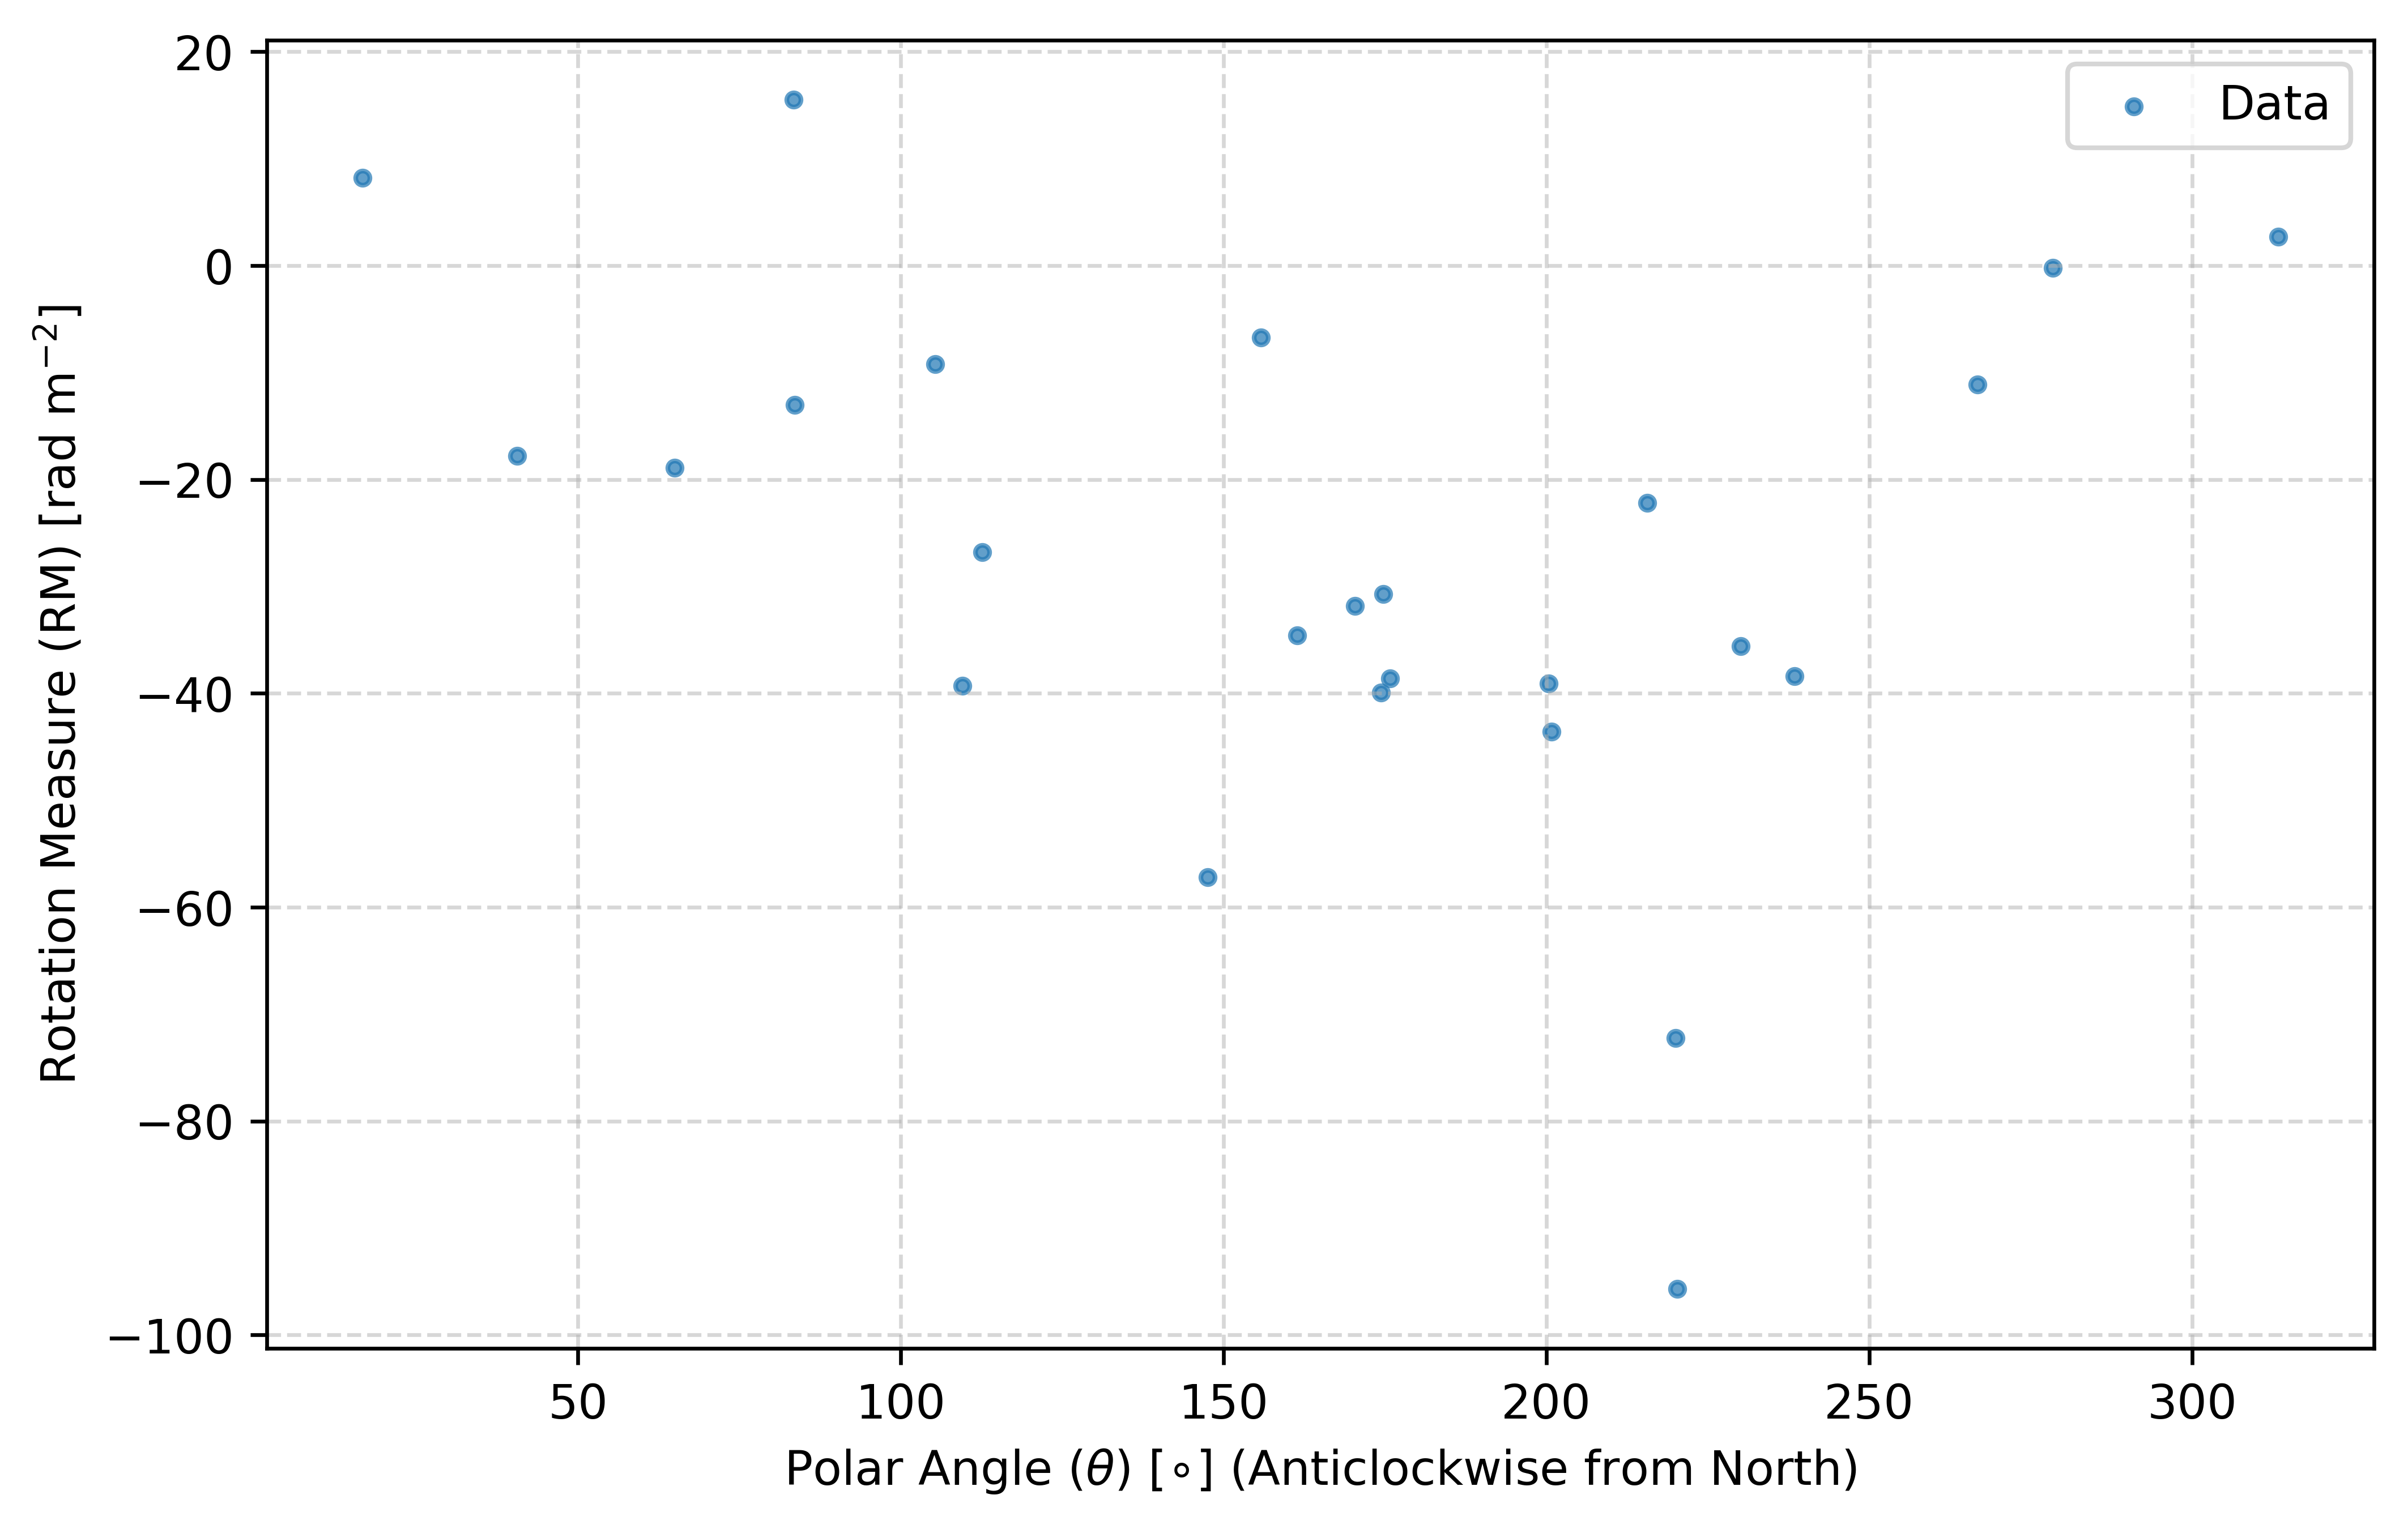 Data
20
0
−20
−40
−60
−80
−100
Rotation Measure (RM) [rad m⁻²]
50 100 150 200 250 300
Polar Angle (θ) [∘] (Anticlockwise from North)